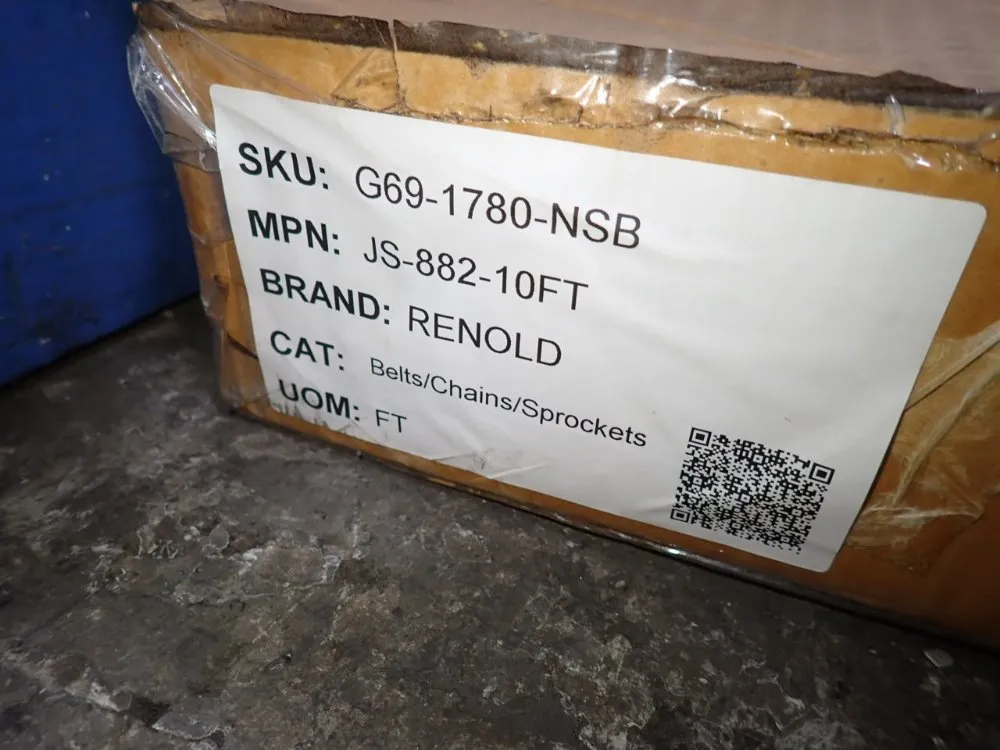 SKU: G69-1780-NSB
MPN: JS-882-10FT
BRAND: RENOLD
CAT: Belts/Chains/Sprockets
UOM: FT